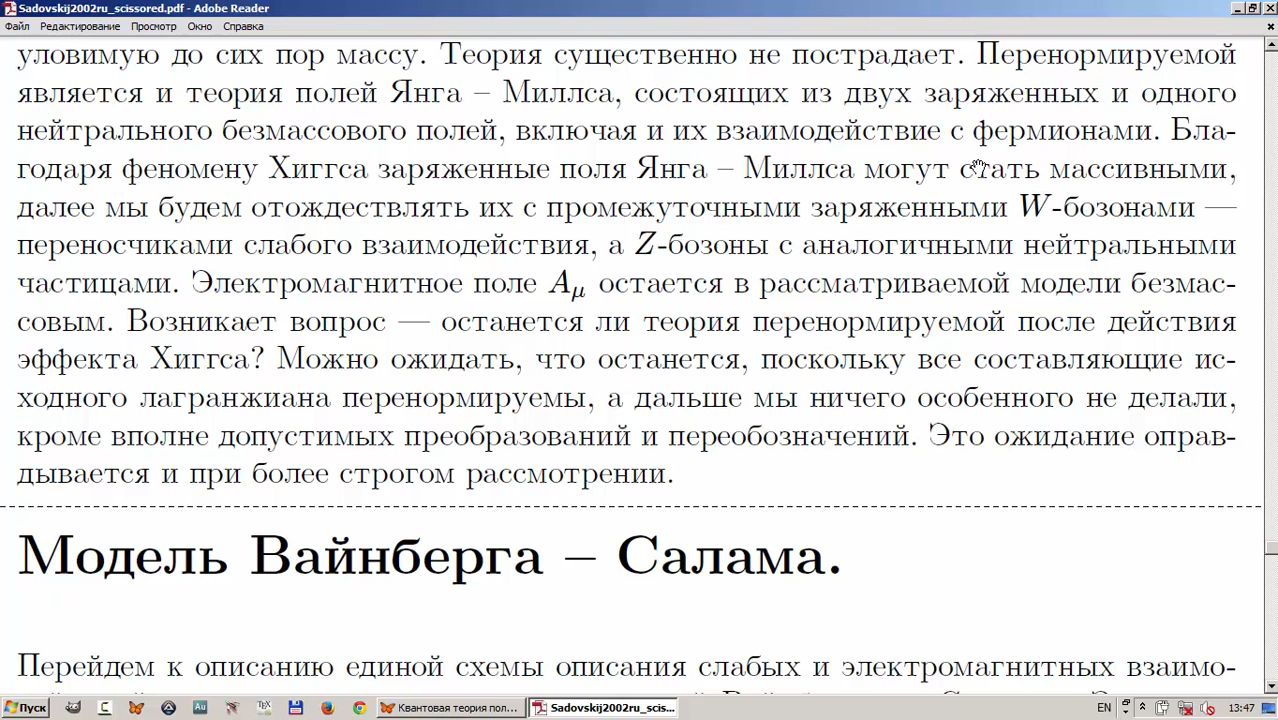 Sadovskij2002ru_scissored.pdf - Adobe Reader
Файл Редактирование Просмотр Окно Справка
уловимую до сих пор массу. Теория существенно не пострадает. Перенормируемой
является и теория полей Янга – Миллса, состоящих из двух заряженных и одного
нейтрального безмассового полей, включая и их взаимодействие с фермионами. Бла-
годаря феномену Хиггса заряженные поля Янга – Миллса могут стать массивными,
далее мы будем отождествлять их с промежуточными заряженными W-бозонами —
переносчиками слабого взаимодействия, а Z-бозоны с аналогичными нейтральными
частицами. Электромагнитное поле Aμ остается в рассматриваемой модели безмас-
совым. Возникает вопрос — останется ли теория перенормируемой после действия
эффекта Хиггса? Можно ожидать, что останется, поскольку все составляющие ис-
ходного лагранжиана перенормируемы, а дальше мы ничего особенного не делали,
кроме вполне допустимых преобразований и переобозначений. Это ожидание оправ-
дывается и при более строгом рассмотрении.
Модель Вайнберга – Салама.
Перейдем к описанию единой схемы описания слабых и электромагнитных взаимо-
Пуск Квантовая теория пол... Sadovskij2002ru_sciss... EN 13:47